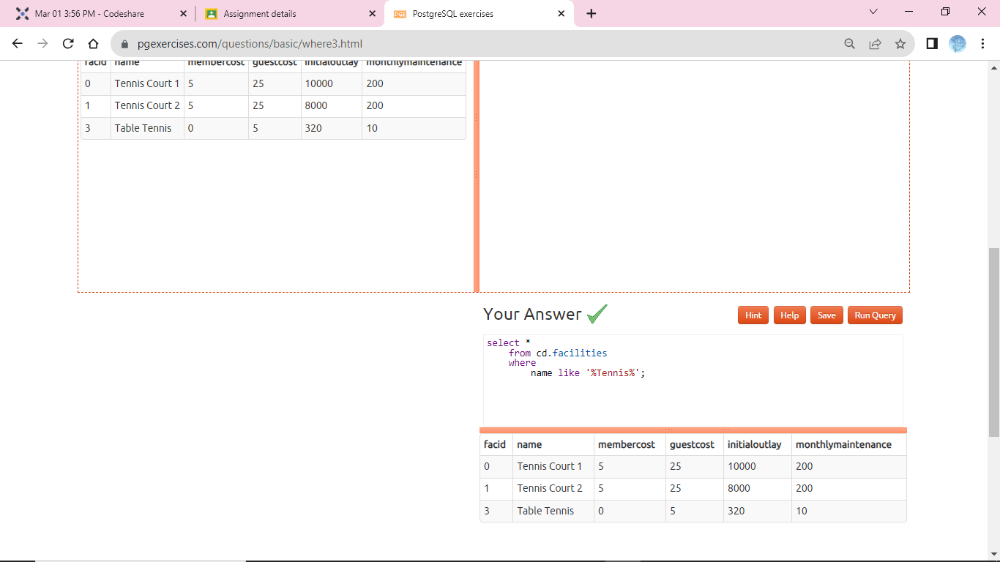 Mar 01 3:56 PM - Codeshare
Assignment details
PGE PostgreSQL exercises
pgexercises.com/questions/basic/where3.html
facid name membercost guestcost initialoutlay monthlymaintenance
0 Tennis Court 1 5 25 10000 200
1 Tennis Court 2 5 25 8000 200
3 Table Tennis 0 5 320 10
Your Answer
Hint Help Save Run Query
select *
from cd.facilities
where
name like '%Tennis%';
facid name membercost guestcost initialoutlay monthlymaintenance
0 Tennis Court 1 5 25 10000 200
1 Tennis Court 2 5 25 8000 200
3 Table Tennis 0 5 320 10